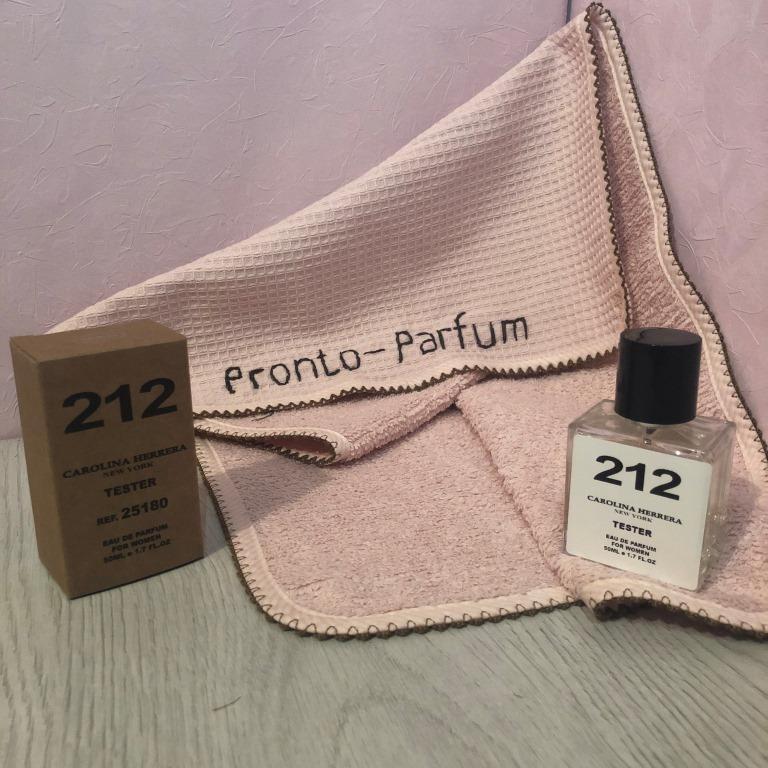 Pronto-Parfum
212
CAROLINA HERRERA
NEW YORK
TESTER
REF. 25180
EAU DE PARFUM
FOR WOMEN
50ML ● 1.7 FL.OZ
212
CAROLINA HERRERA
NEW YORK
TESTER
EAU DE PARFUM
FOR WOMEN
50ML ● 1.7 FL.OZ